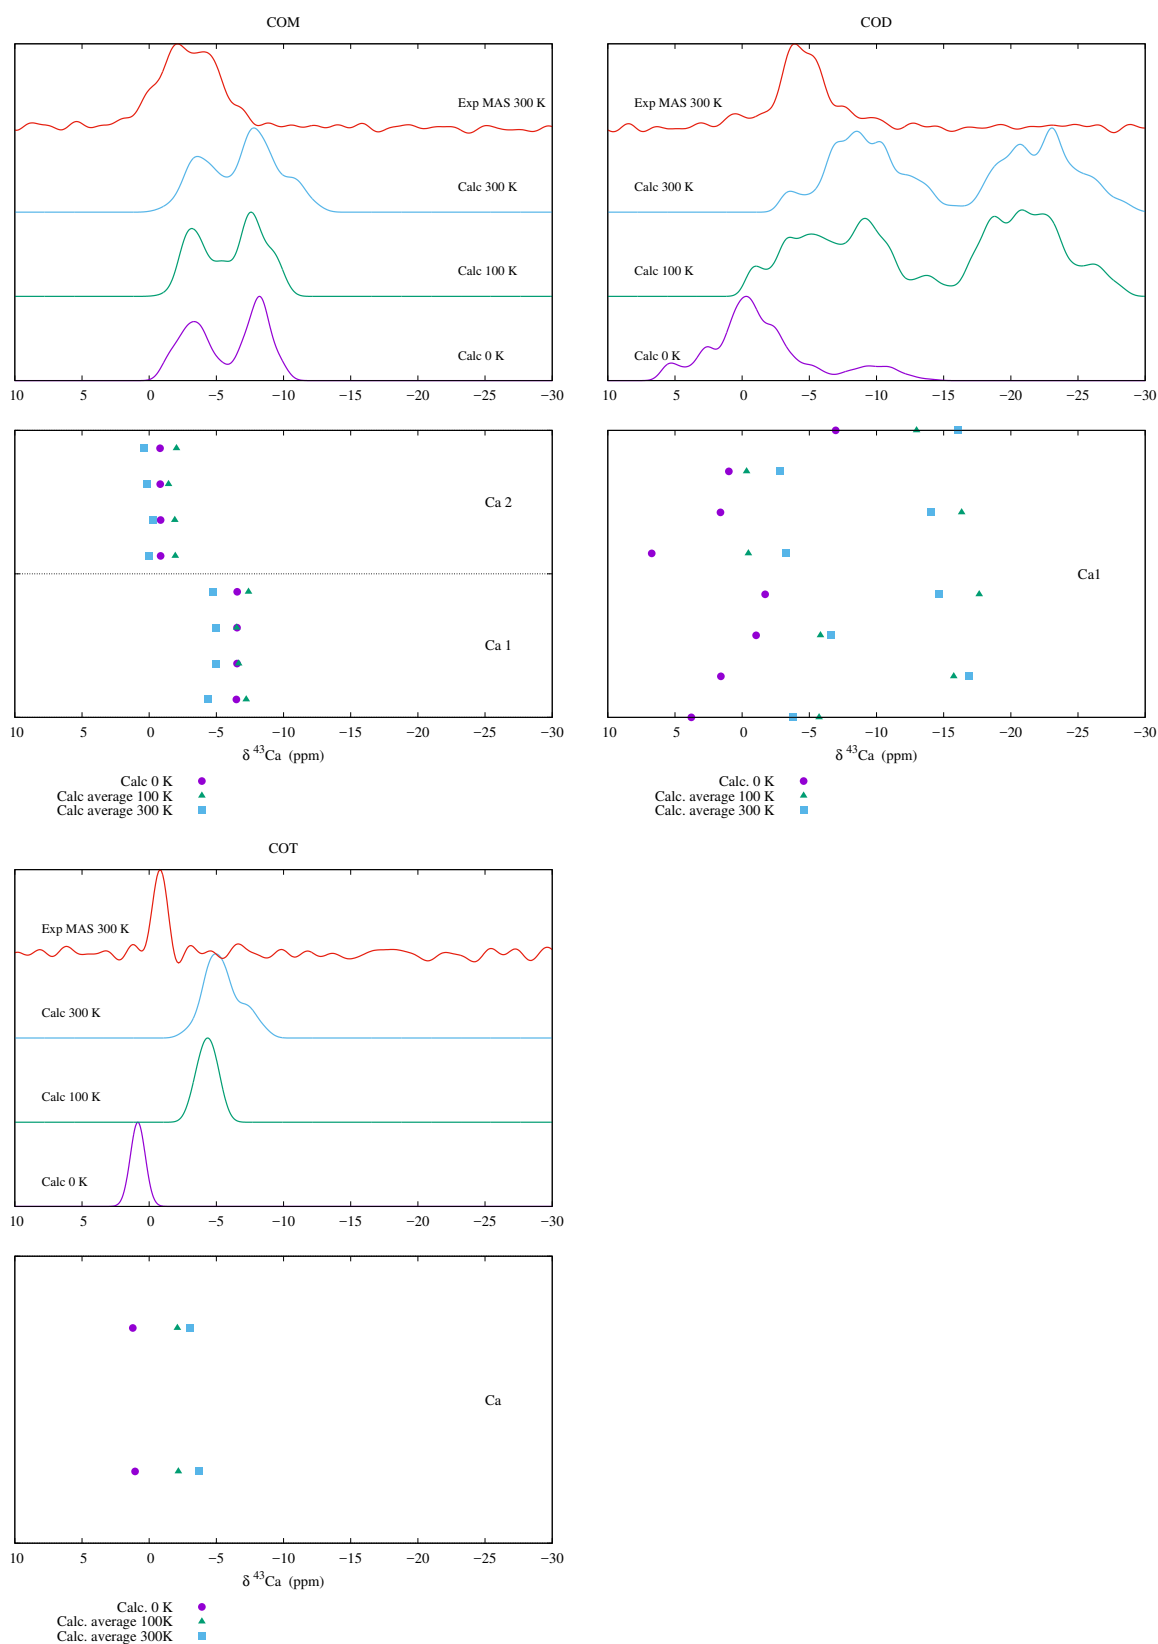 COM
Exp MAS 300 K
Calc 300 K
Calc 100 K
Calc 0 K
10 5 0 −5 −10 −15 −20 −25 −30
Ca 2
Ca 1
10 5 0 −5 −10 −15 −20 −25 −30
δ ⁴³Ca (ppm)
Calc 0 K
Calc average 100 K
Calc average 300 K
COD
Exp MAS 300 K
Calc 300 K
Calc 100 K
Calc 0 K
10 5 0 −5 −10 −15 −20 −25 −30
Ca1
10 5 0 −5 −10 −15 −20 −25 −30
δ ⁴³Ca (ppm)
Calc. 0 K
Calc. average 100 K
Calc. average 300 K
COT
Exp MAS 300 K
Calc 300 K
Calc 100 K
Calc 0 K
10 5 0 −5 −10 −15 −20 −25 −30
Ca
10 5 0 −5 −10 −15 −20 −25 −30
δ ⁴³Ca (ppm)
Calc. 0 K
Calc. average 100K
Calc. average 300K